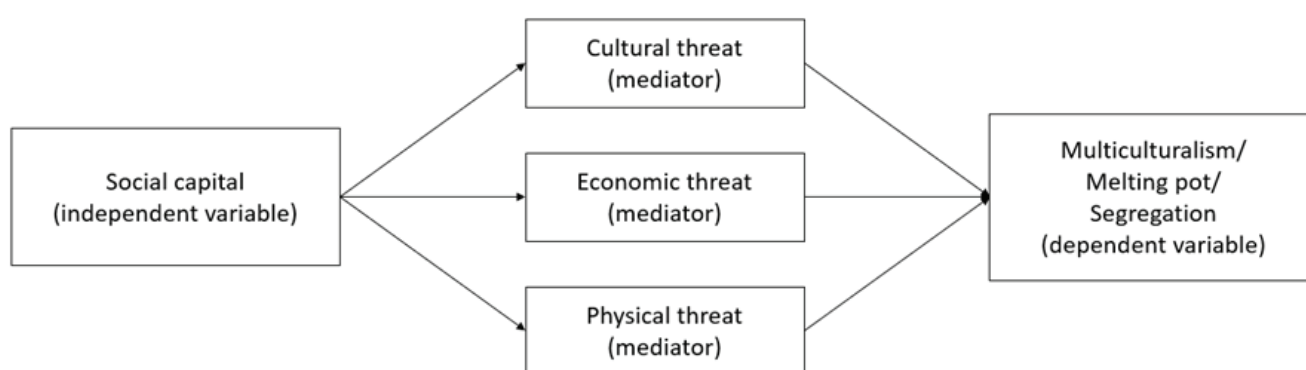 Social capital
(independent variable)
Cultural threat
(mediator)
Economic threat
(mediator)
Physical threat
(mediator)
Multiculturalism/
Melting pot/
Segregation
(dependent variable)